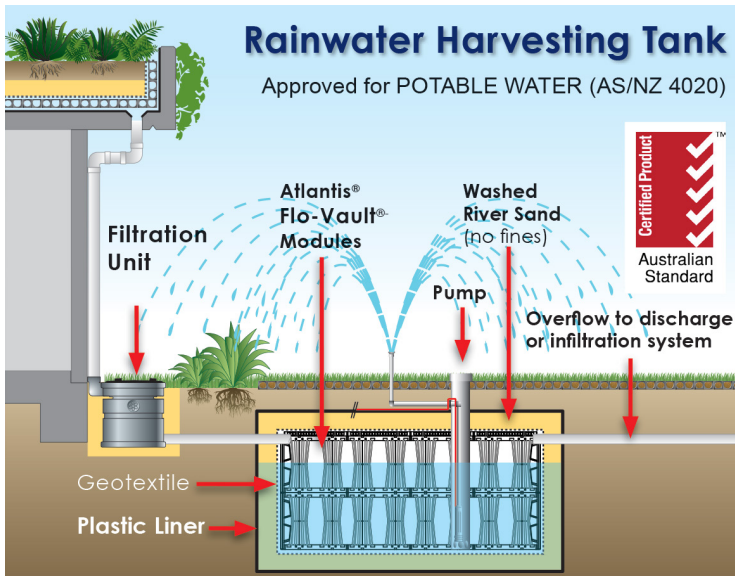 Rainwater Harvesting Tank
Approved for POTABLE WATER (AS/NZ 4020)
Certified Product
TM
Australian
Standard
Atlantis®
Flo-Vault®
Modules
Washed
River Sand
(no fines)
Filtration
Unit
Pump
Overflow to discharge
or infiltration system
Geotextile
Plastic Liner